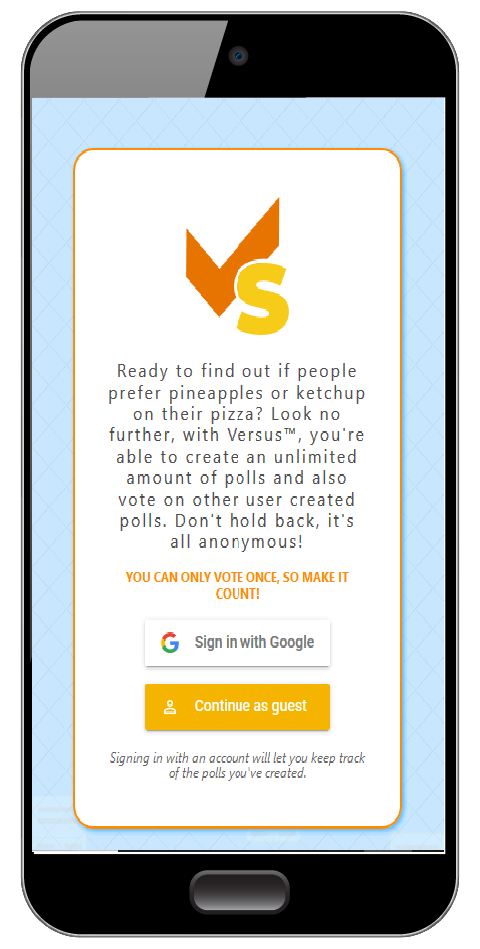 VS
Ready to find out if people
prefer pineapples or ketchup
on their pizza? Look no
further, with Versus™, you're
able to create an unlimited
amount of polls and also
vote on other user created
polls. Don't hold back, it's
all anonymous!
YOU CAN ONLY VOTE ONCE, SO MAKE IT
COUNT!
Sign in with Google
Continue as guest
Signing in with an account will let you keep track
of the polls you've created.